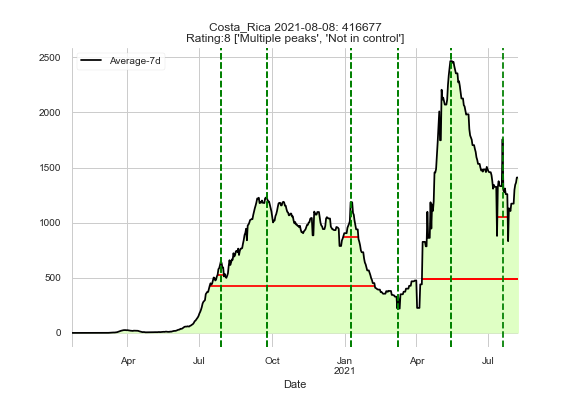 Costa_Rica 2021-08-08: 416677
Rating:8 ['Multiple peaks', 'Not in control']
Average-7d
2500
2000
1500
1000
500
0
Apr
Jul
Oct
Jan
2021
Apr
Jul
Date